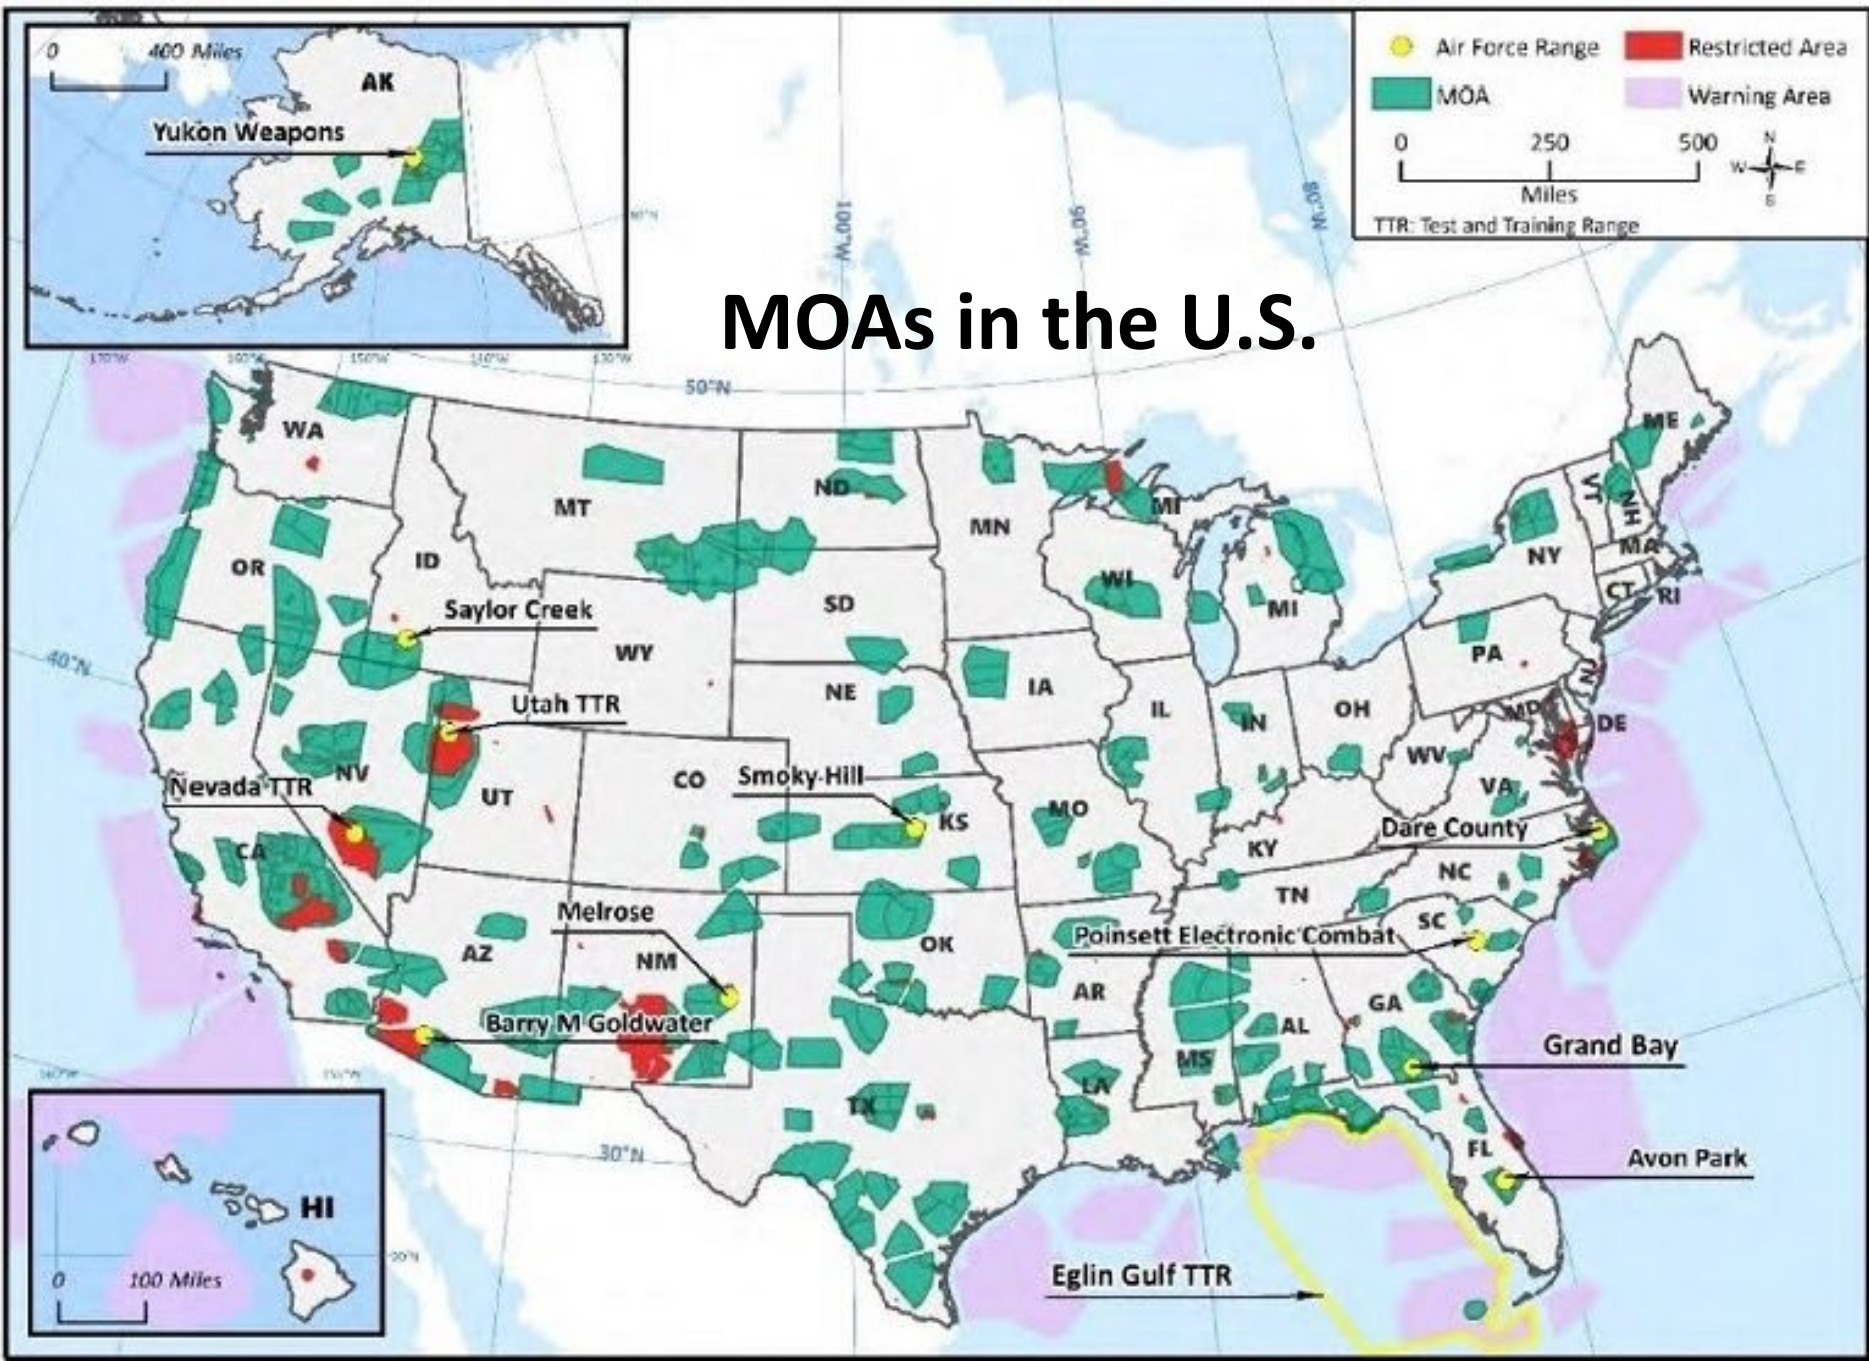 0 400 Miles
AK
Yukon Weapons
Air Force Range
Restricted Area
MOA
Warning Area
0 250 500
Miles
N
W E
S
TTR: Test and Training Range
MOAs in the U.S.
100°W
90°W
80°W
170°W 160°W 150°W 140°W 130°W
50°N
WA
MT
ND
MN
MI
ME
VT
NH
NY
MA
CT
RI
OR
ID
SD
WI
MI
Saylor Creek
40°N
WY
NE
IA
PA
NJ
Utah TTR
IL
IN
OH
MD
DE
WV
VA
NV
UT
CO
Smoky Hill
Nevada TTR
KS
MO
KY
Dare County
CA
NC
TN
Melrose
SC
AZ
NM
OK
Poinsett Electronic Combat
AR
GA
Barry M Goldwater
AL
MS
Grand Bay
LA
TX
30°N
FL
Avon Park
HI
0 100 Miles
Eglin Gulf TTR